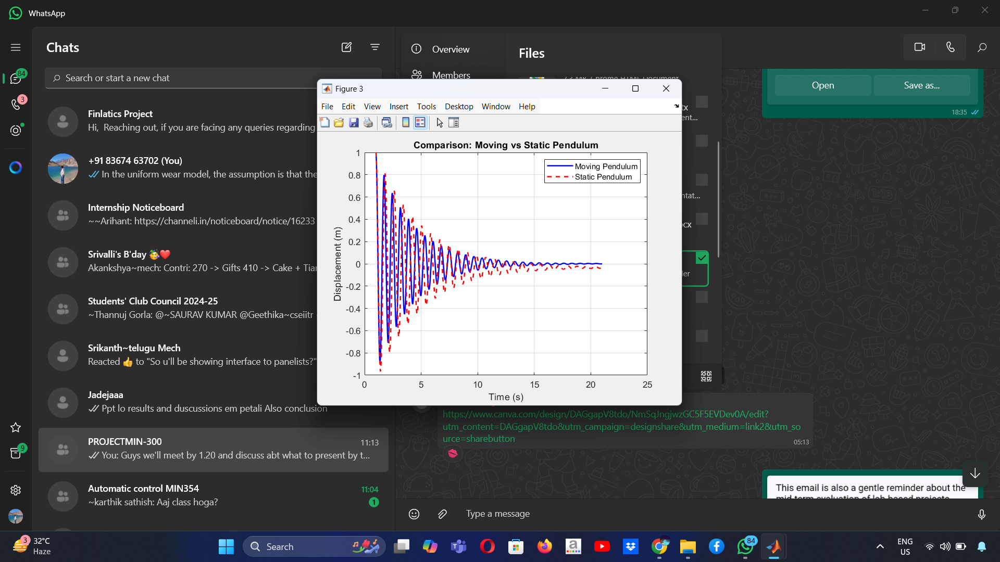 WhatsApp
Chats
84
3
9
Search or start a new chat
Finlatics Project
Hi, Reaching out, if you are facing any queries regarding
+91 83674 63702 (You)
In the uniform wear model, the assumption is that the
Internship Noticeboard
~~Arihant: https://channeli.in/noticeboard/notice/16233
Srivalli's B'day 🥳❤️
Akankshya~mech: Contri: 270 -> Gifts 410 -> Cake + Tia
Students' Club Council 2024-25
~Thannuj Gorla: @~SAURAV KUMAR @Geethika~cseiitr
Srikanth~telugu Mech
Reacted 👍 to "So u'll be showing interface to panelists?"
Jadejaaa
Ppt lo results and duscussions em petali Also conclusion
PROJECTMIN-300
11:13
You: Guys we'll meet by 1.20 and discuss abt what to present by t...
Automatic control MIN354
11:04
~karthik sathish: Aaj class hoga?
1
Overview
Members
Files
ent...
ntat...
Open
Save as...
18:35
Figure 3
File Edit View Insert Tools Desktop Window Help
Comparison: Moving vs Static Pendulum
Moving Pendulum
Static Pendulum
Displacement (m)
1
0.8
0.6
0.4
0.2
0
-0.2
-0.4
-0.6
-0.8
-1
0 5 10 15 20 25
Time (s)
https://www.canva.com/design/DAGgapV8tdo/NmSqJngjwzGC5F5EVDev0A/edit?
utm_content=DAGgapV8tdo&utm_campaign=designshare&utm_medium=link2&utm_so
urce=sharebutton
05:13
This email is also a gentle reminder about the
mid-term evaluation of lab based projects
Type a message
3
32°C
Haze
Search
84
ENG
US